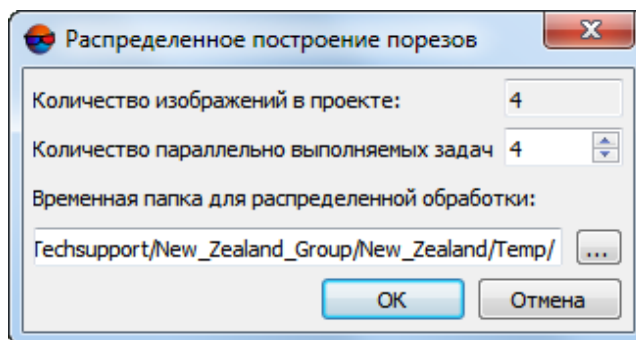 Распределенное построение порезов
Количество изображений в проекте: 4
Количество параллельно выполняемых задач 4
Временная папка для распределенной обработки:
Techsupport/New_Zealand_Group/New_Zealand/Temp/ ...
ОК Отмена